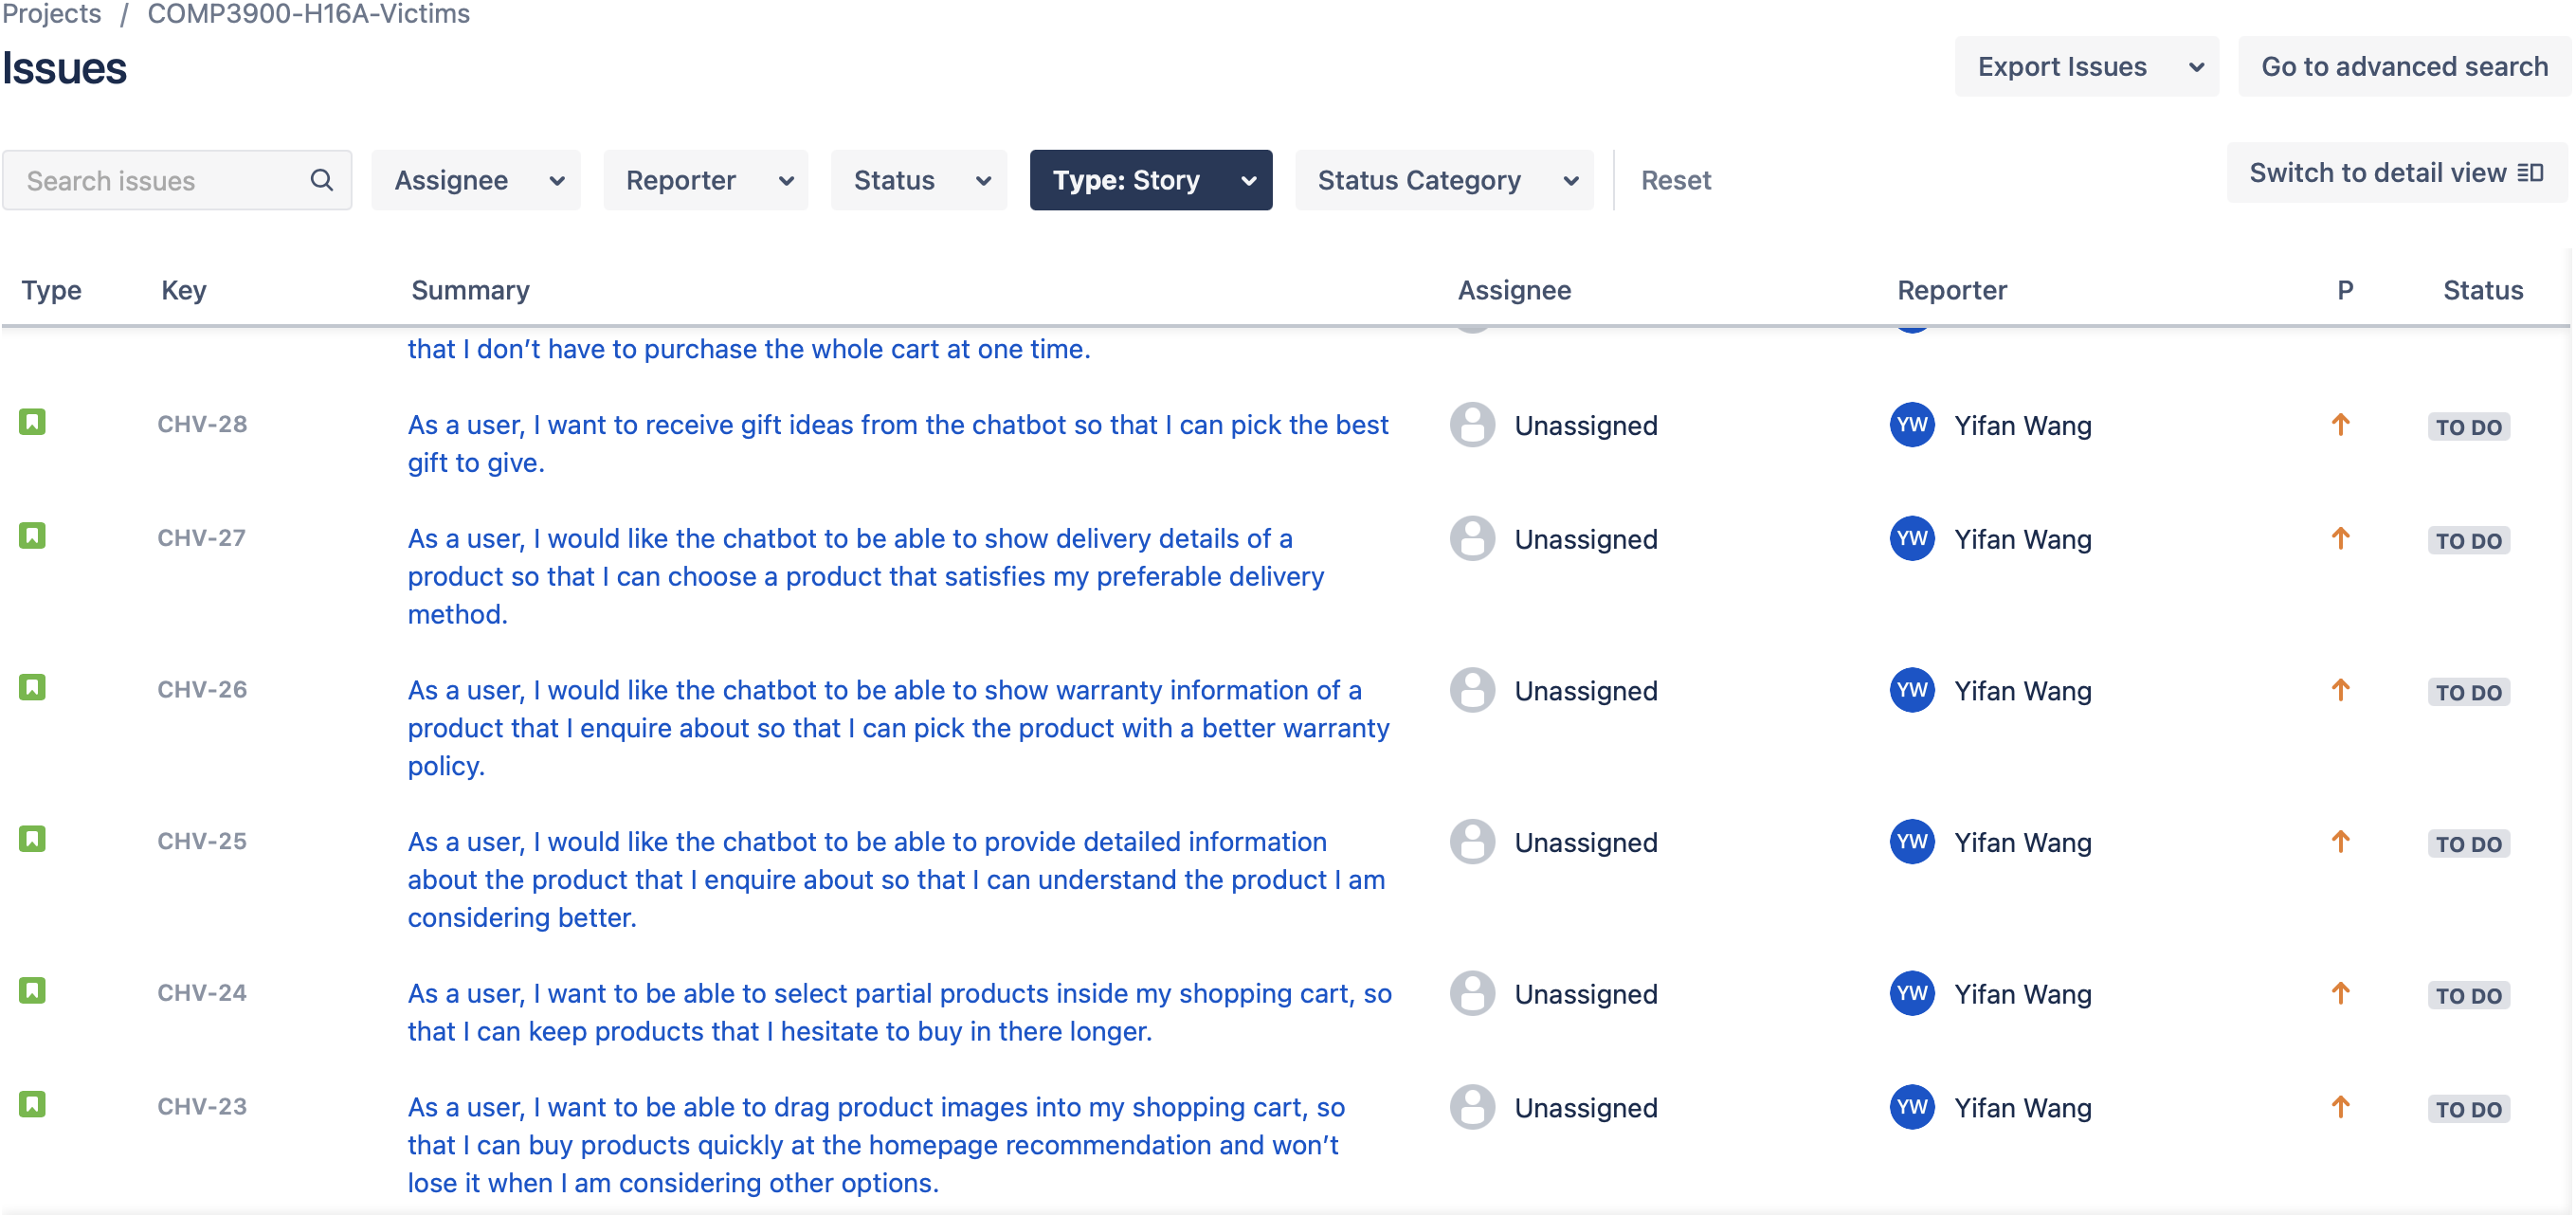 Projects / COMP3900-H16A-Victims
Issues
Export Issues
Go to advanced search
Search issues
Assignee
Reporter
Status
Type: Story
Status Category
Reset
Switch to detail view
Type Key Summary Assignee Reporter P Status
that I don’t have to purchase the whole cart at one time.
CHV-28 As a user, I want to receive gift ideas from the chatbot so that I can pick the best Unassigned YW Yifan Wang TO DO
gift to give.
CHV-27 As a user, I would like the chatbot to be able to show delivery details of a Unassigned YW Yifan Wang TO DO
product so that I can choose a product that satisfies my preferable delivery
method.
CHV-26 As a user, I would like the chatbot to be able to show warranty information of a Unassigned YW Yifan Wang TO DO
product that I enquire about so that I can pick the product with a better warranty
policy.
CHV-25 As a user, I would like the chatbot to be able to provide detailed information Unassigned YW Yifan Wang TO DO
about the product that I enquire about so that I can understand the product I am
considering better.
CHV-24 As a user, I want to be able to select partial products inside my shopping cart, so Unassigned YW Yifan Wang TO DO
that I can keep products that I hesitate to buy in there longer.
CHV-23 As a user, I want to be able to drag product images into my shopping cart, so Unassigned YW Yifan Wang TO DO
that I can buy products quickly at the homepage recommendation and won’t
lose it when I am considering other options.